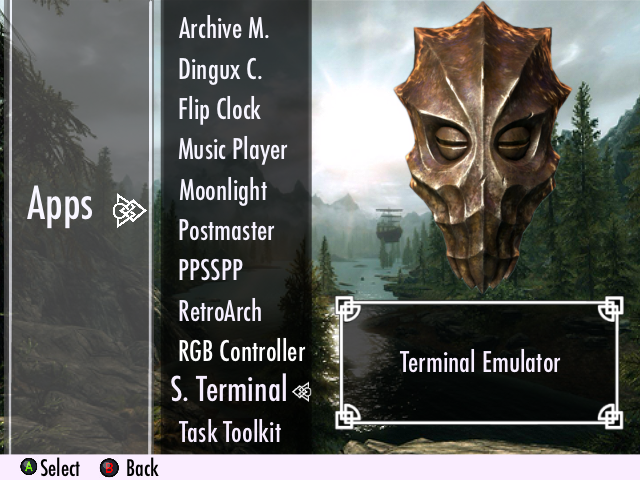 Archive M.
Dingux C.
Flip Clock
Music Player
Moonlight
Postmaster
PPSSPP
RetroArch
RGB Controller
S. Terminal
Task Toolkit
Apps
Terminal Emulator
A Select B Back